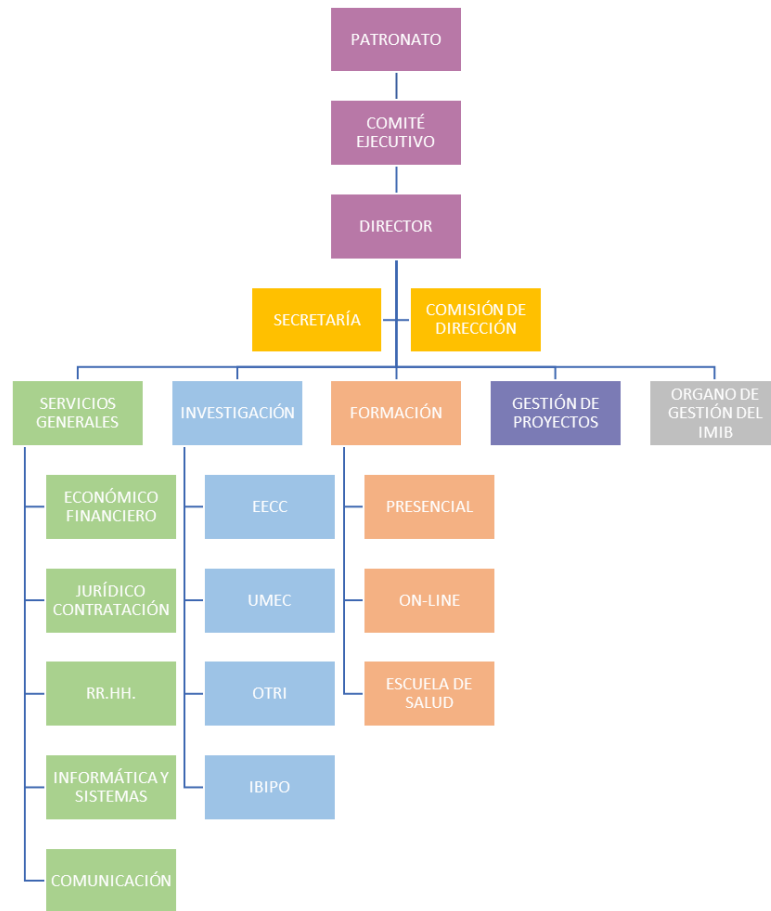 PATRONATO
COMITÉ
EJECUTIVO
DIRECTOR
SECRETARÍA
COMISIÓN DE
DIRECCIÓN
SERVICIOS
GENERALES
INVESTIGACIÓN
FORMACIÓN
GESTIÓN DE
PROYECTOS
ORGANO DE
GESTIÓN DEL
IMIB
ECONÓMICO
FINANCIERO
JURÍDICO
CONTRATACIÓN
RR.HH.
INFORMÁTICA Y
SISTEMAS
COMUNICACIÓN
EECC
UMEC
OTRI
IBIPO
PRESENCIAL
ON-LINE
ESCUELA DE
SALUD